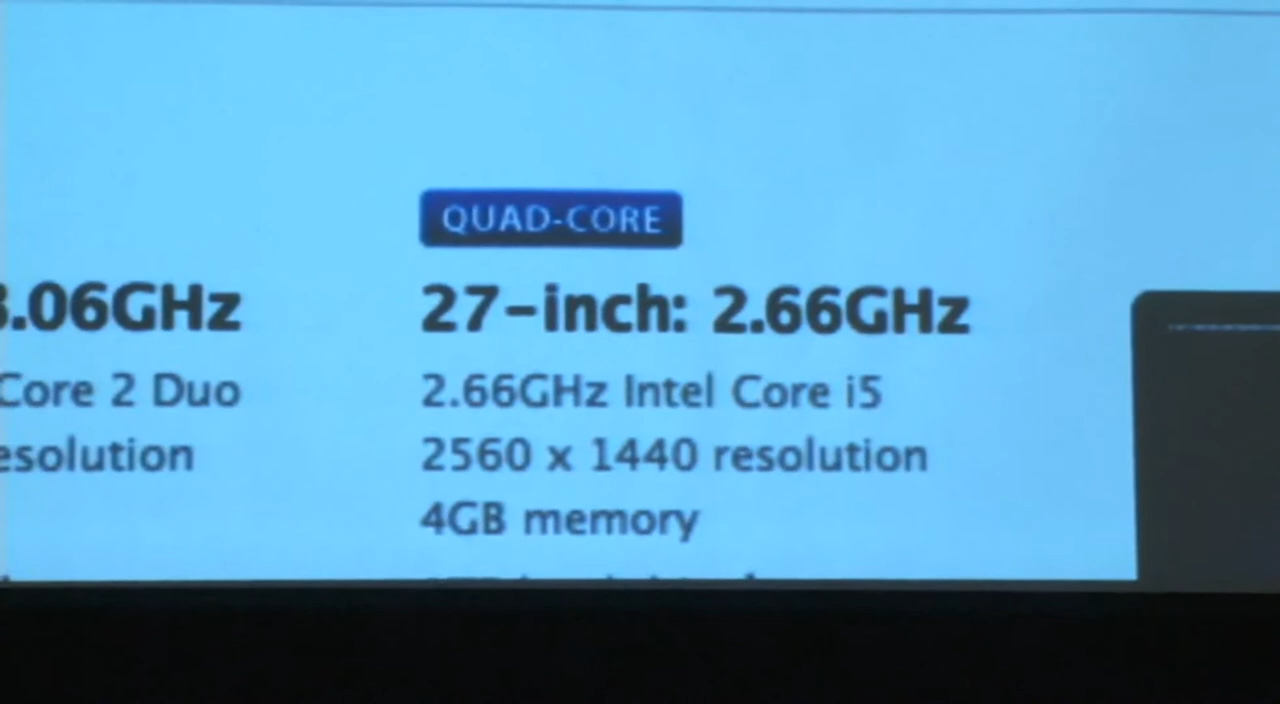 QUAD-CORE
.06GHz
27-inch: 2.66GHz
Core 2 Duo
2.66GHz Intel Core i5
esolution
2560 x 1440 resolution
4GB memory